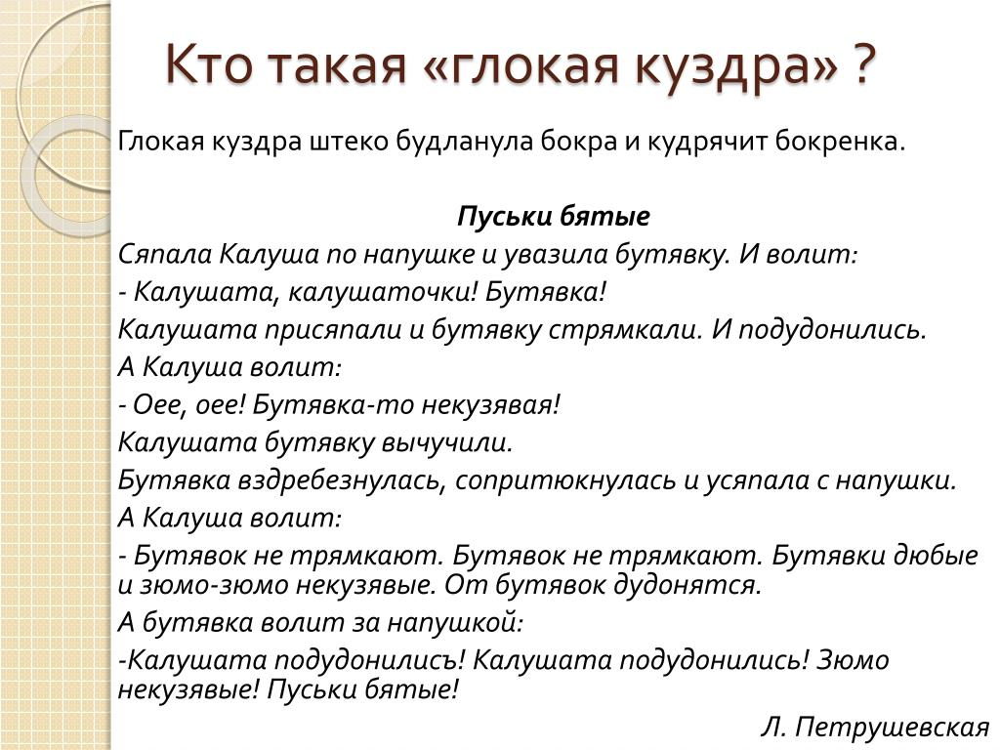 Кто такая «глокая куздра» ?
Глокая куздра штеко будланула бокра и кудрячит бокренка.
Пуськи бятые
Сяпала Калуша по напушке и увазила бутявку. И волит:
- Калушата, калушаточки! Бутявка!
Калушата присяпали и бутявку стрямкали. И подудонились.
А Калуша волит:
- Оее, оее! Бутявка-то некузявая!
Калушата бутявку вычучили.
Бутявка вздребезнулась, сопритюкнулась и усяпала с напушки.
А Калуша волит:
- Бутявок не трямкают. Бутявок не трямкают. Бутявки дюбые
и зюмо-зюмо некузявые. От бутявок дудонятся.
А бутявка волит за напушкой:
-Калушата подудонилисъ! Калушата подудонились! Зюмо
некузявые! Пуськи бятые!
Л. Петрушевская